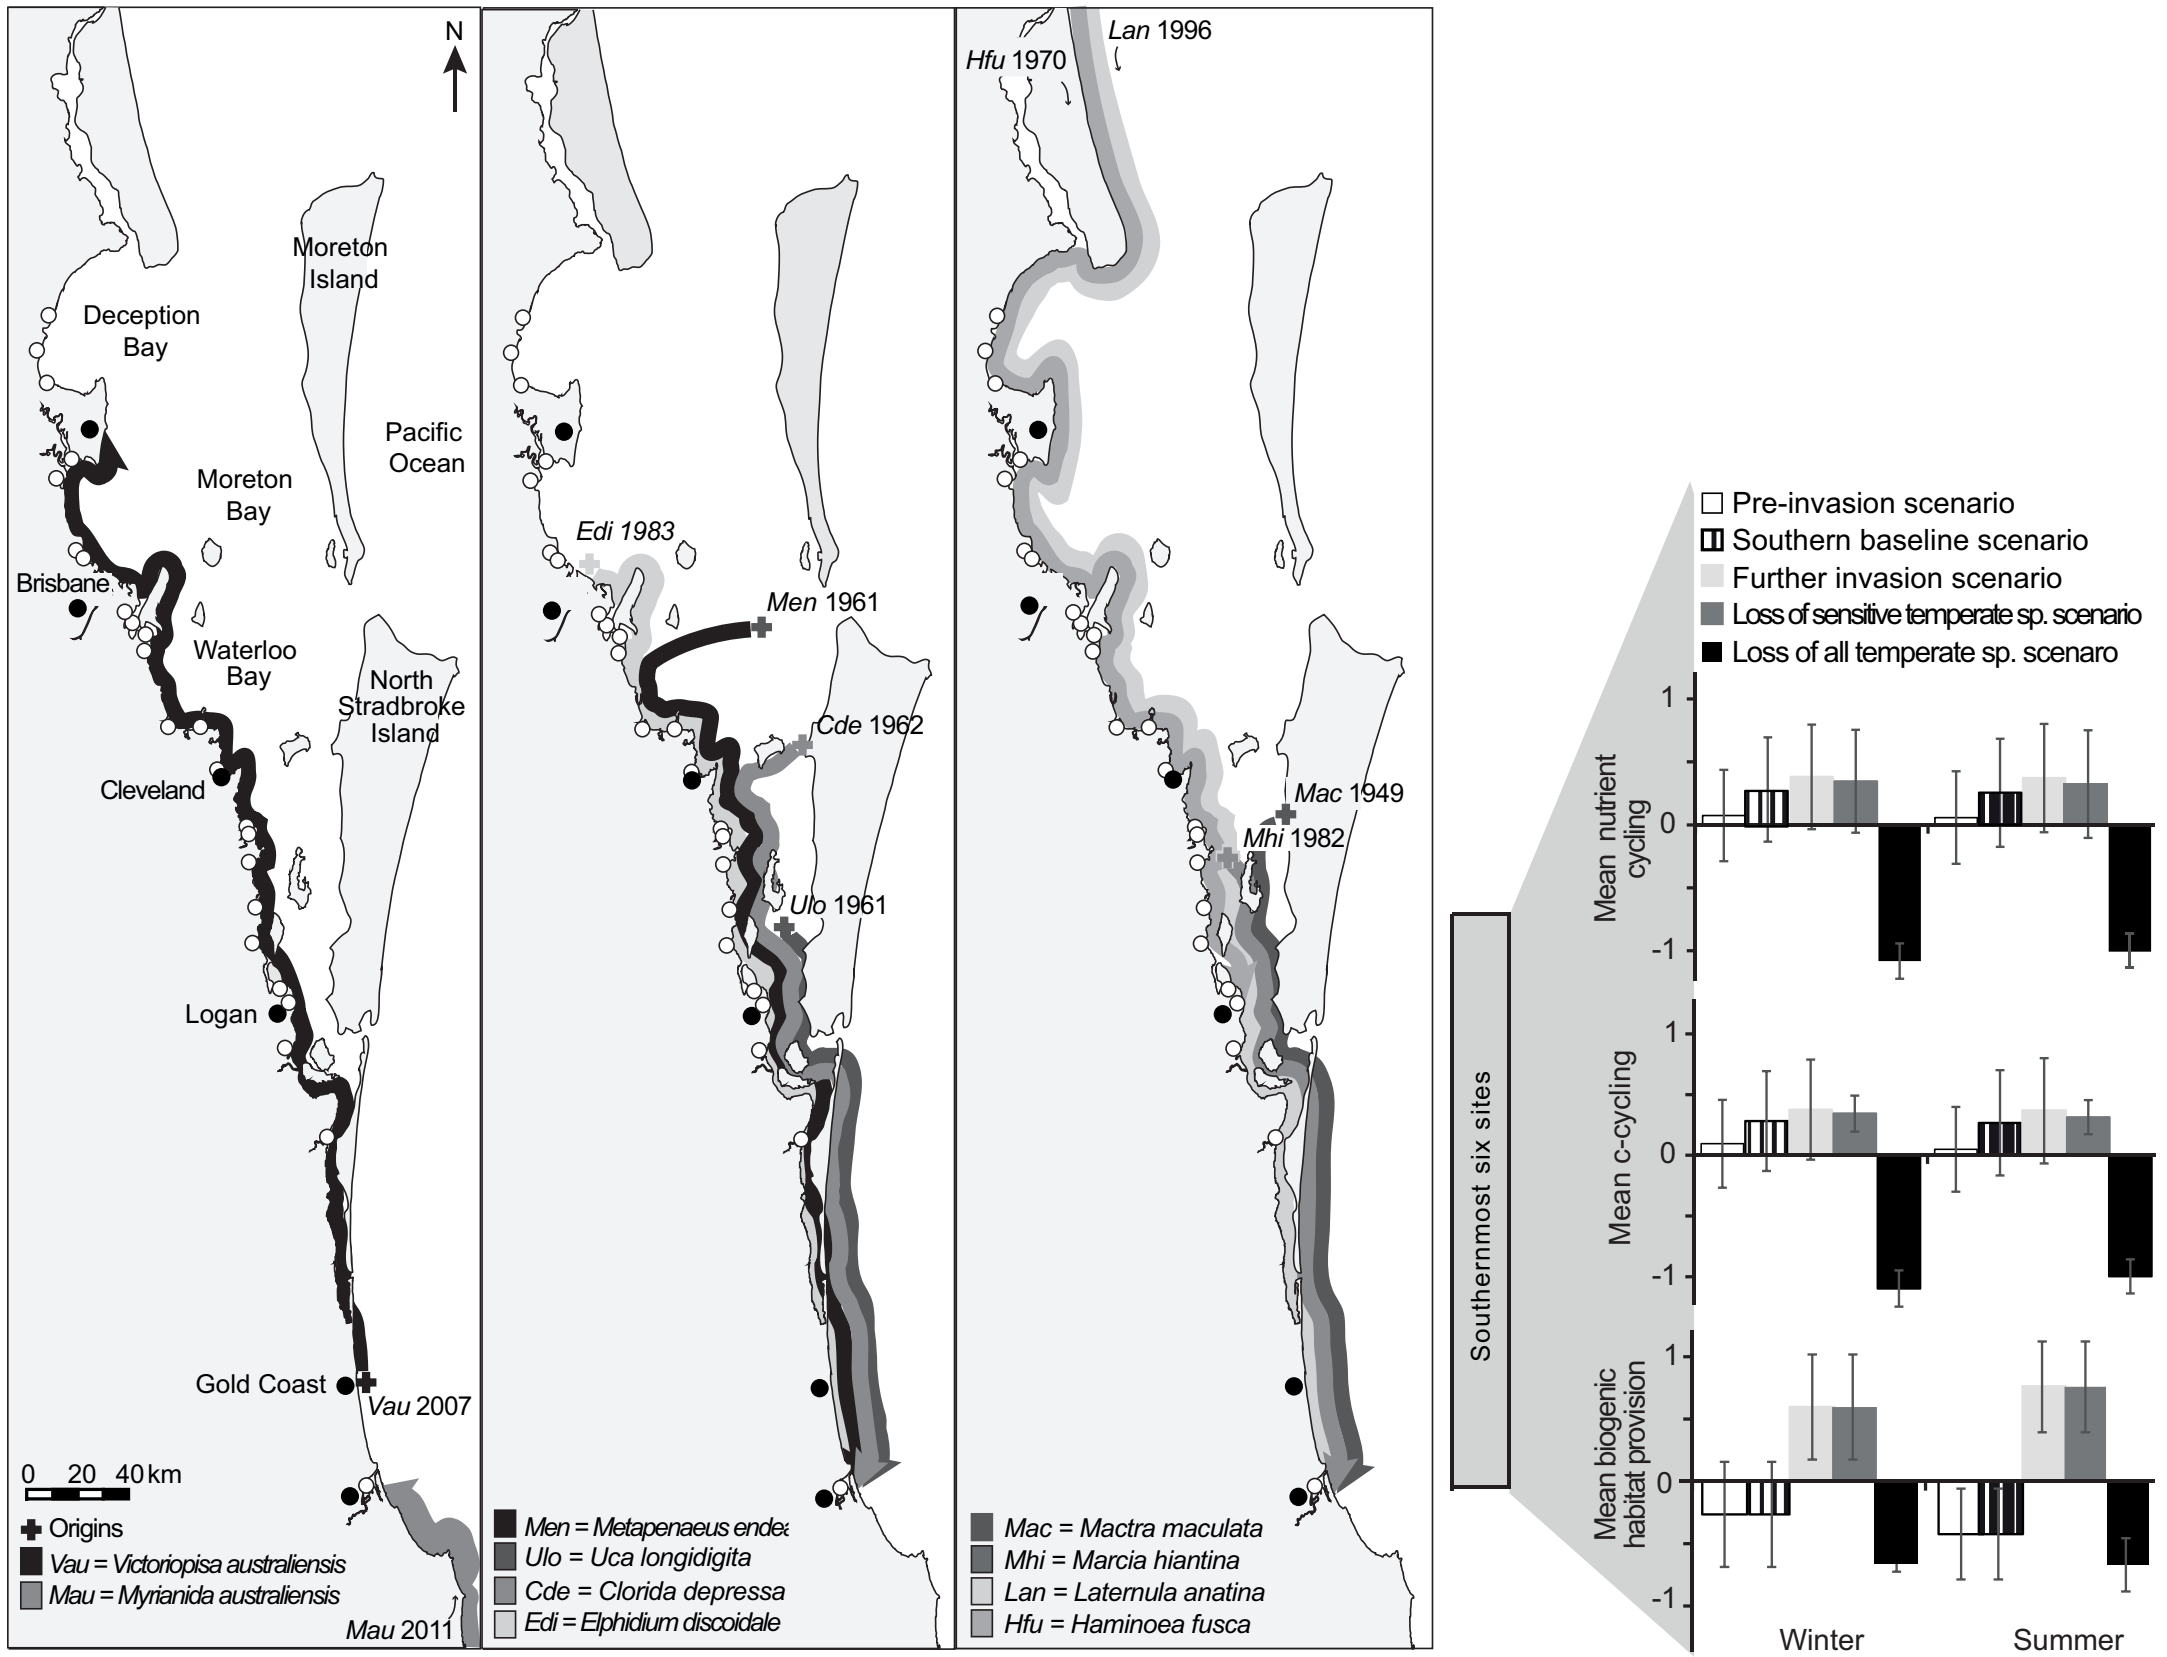 N
Moreton
Island
Deception
Bay
Pacific
Ocean
Moreton
Bay
Brisbane
Waterloo
Bay
North
Stradbroke
Island
Cleveland
Logan
Gold Coast
Vau 2007
0 20 40 km
Origins
Vau = Victoriopisa australiensis
Mau = Myrianida australiensis
Mau 2011
Edi 1983
Men 1961
Cde 1962
Ulo 1961
Men = Metapenaeus endea
Ulo = Uca longidigita
Cde = Clorida depressa
Edi = Elphidium discoidale
Lan 1996
Hfu 1970
Mac 1949
Mhi 1982
Mac = Mactra maculata
Mhi = Marcia hiantina
Lan = Laternula anatina
Hfu = Haminoea fusca
Southernmost six sites
Pre-invasion scenario
Southern baseline scenario
Further invasion scenario
Loss of sensitive temperate sp. scenario
Loss of all temperate sp. scenaro
Mean nutrient
cycling
1
0
-1
Mean c-cycling
1
0
-1
Mean biogenic
habitat provision
1
0
-1
Winter Summer